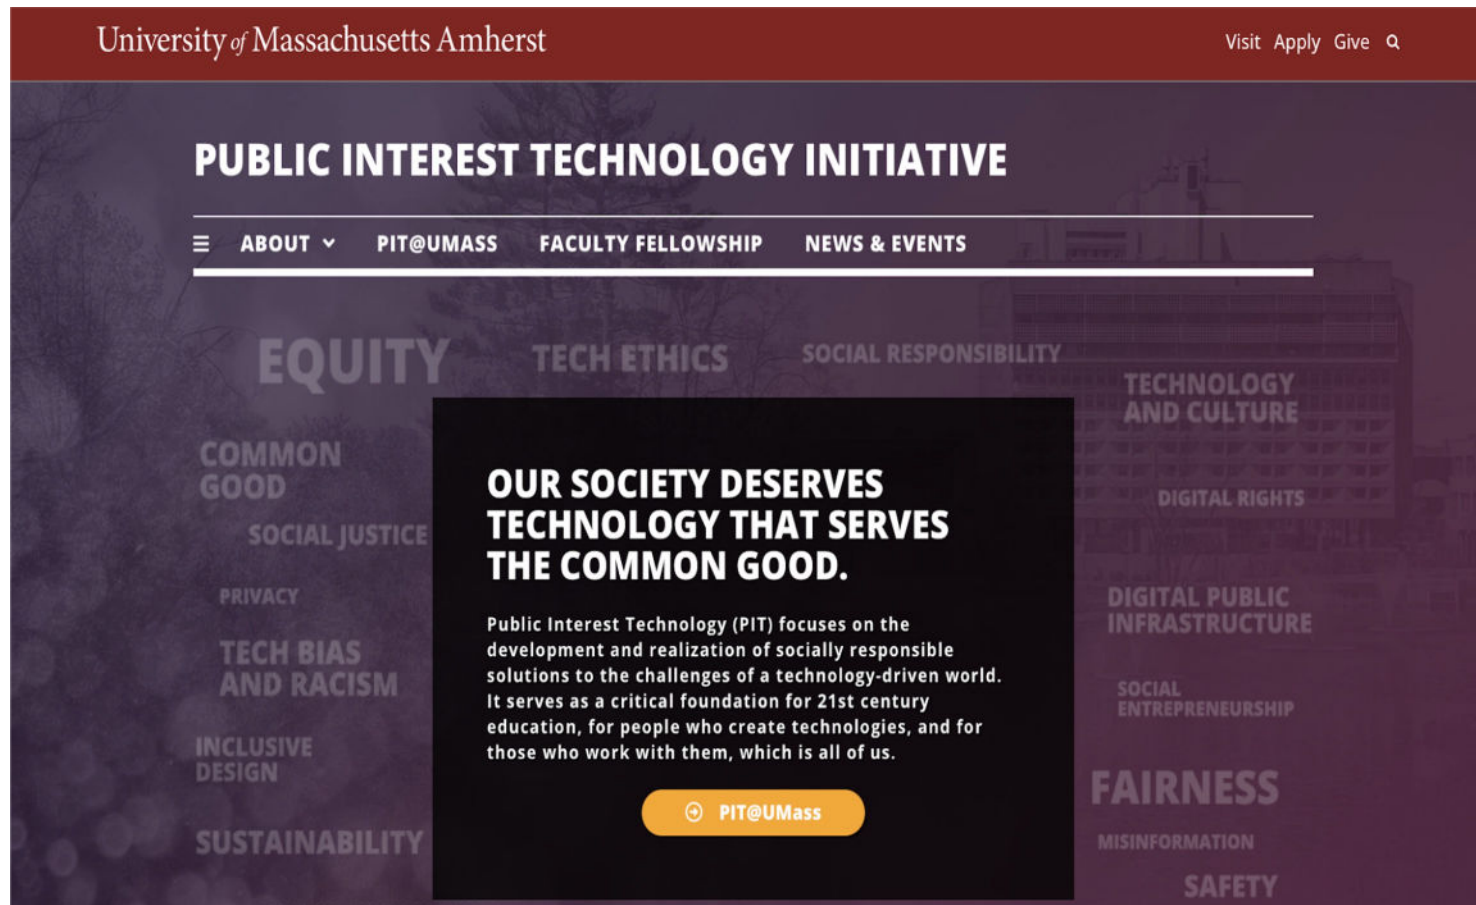 University of Massachusetts Amherst
Visit Apply Give
PUBLIC INTEREST TECHNOLOGY INITIATIVE
ABOUT PIT@UMASS FACULTY FELLOWSHIP NEWS & EVENTS
EQUITY
TECH ETHICS
SOCIAL RESPONSIBILITY
TECHNOLOGY
AND CULTURE
COMMON
GOOD
SOCIAL JUSTICE
DIGITAL RIGHTS
PRIVACY
TECH BIAS
AND RACISM
INCLUSIVE
DESIGN
SUSTAINABILITY
OUR SOCIETY DESERVES
TECHNOLOGY THAT SERVES
THE COMMON GOOD.
Public Interest Technology (PIT) focuses on the
development and realization of socially responsible
solutions to the challenges of a technology-driven world.
It serves as a critical foundation for 21st century
education, for people who create technologies, and for
those who work with them, which is all of us.
PIT@UMass
DIGITAL PUBLIC
INFRASTRUCTURE
SOCIAL
ENTREPRENEURSHIP
FAIRNESS
MISINFORMATION
SAFETY